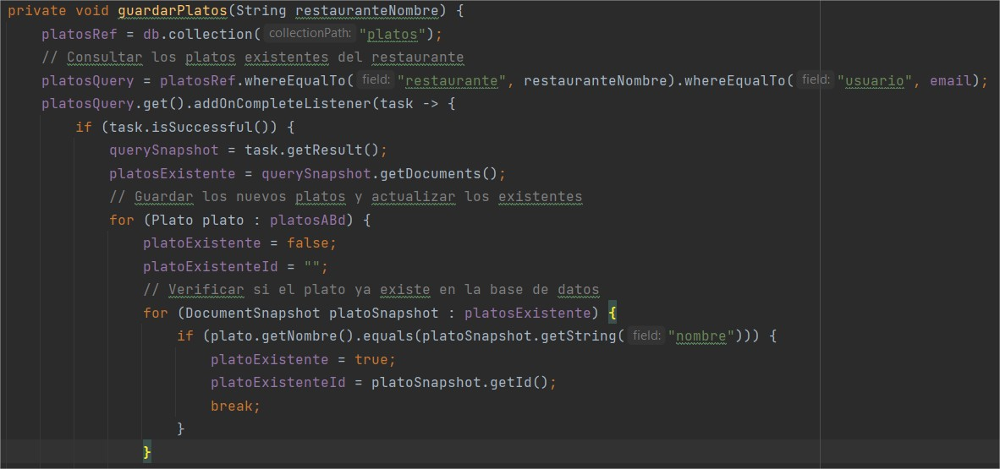 private void guardarPlatos(String restauranteNombre) {
    platosRef = db.collection( collectionPath: "platos");
    // Consultar los platos existentes del restaurante
    platosQuery = platosRef.whereEqualTo( field: "restaurante", restauranteNombre).whereEqualTo( field: "usuario", email);
    platosQuery.get().addOnCompleteListener(task -> {
        if (task.isSuccessful()) {
            querySnapshot = task.getResult();
            platosExistente = querySnapshot.getDocuments();
            // Guardar los nuevos platos y actualizar los existentes
            for (Plato plato : platosABd) {
                platoExistente = false;
                platoExistenteId = "";
                // Verificar si el plato ya existe en la base de datos
                for (DocumentSnapshot platoSnapshot : platosExistente) {
                    if (plato.getNombre().equals(platoSnapshot.getString( field: "nombre"))) {
                        platoExistente = true;
                        platoExistenteId = platoSnapshot.getId();
                        break;
                    }
                }